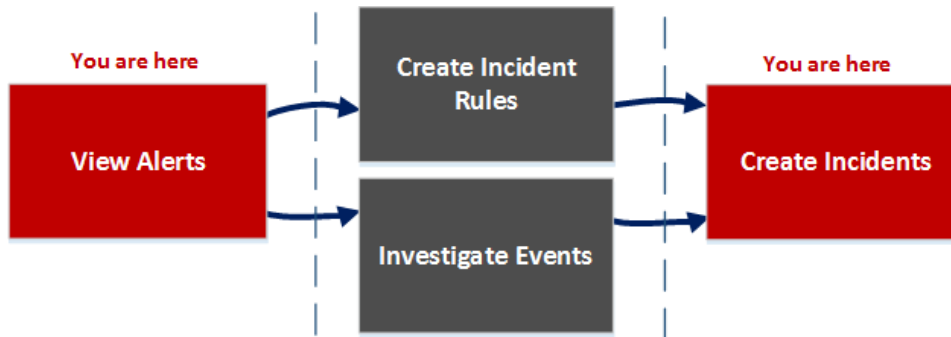 You are here
View Alerts
Create Incident
Rules
Investigate Events
You are here
Create Incidents